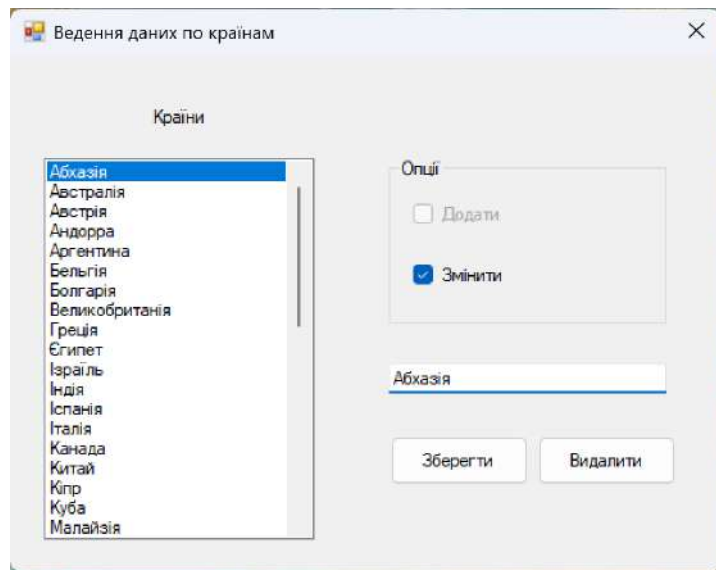 Ведення даних по країнам
Країни
Абхазія
Австралія
Австрія
Андорра
Аргентина
Бельгія
Болгарія
Великобританія
Греція
Єгипет
Ізраїль
Індія
Іспанія
Італія
Канада
Китай
Кіпр
Куба
Малайзія
Опції
Додати
Змінити
Абхазія
Зберегти
Видалити